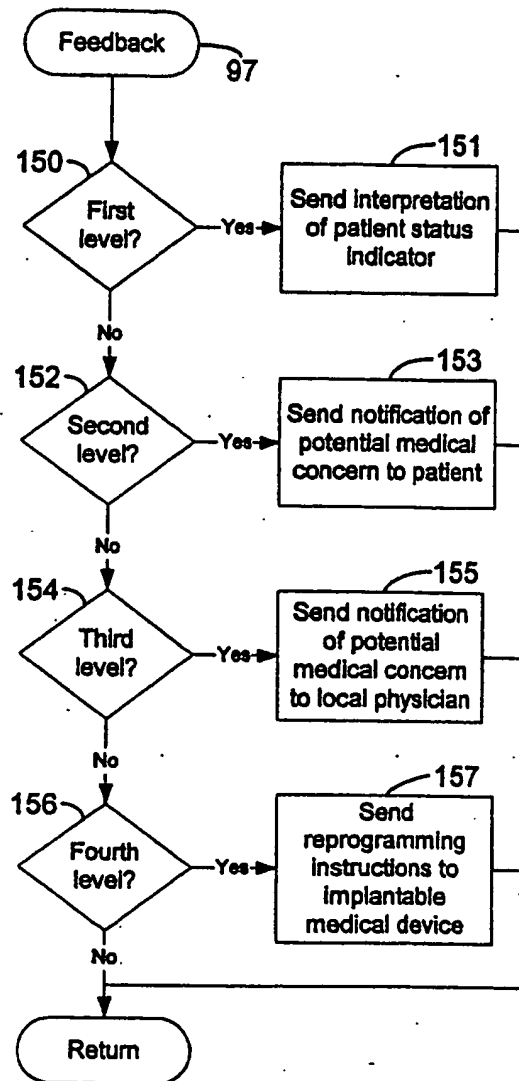 Feedback
97
150
First
level?
Yes
151
Send interpretation
of patient status
indicator
No
152
Second
level?
Yes
153
Send notification of
potential medical
concern to patient
No
154
Third
level?
Yes
155
Send notification
of potential
medical concern
to local physician
No
156
Fourth
level?
Yes
157
Send
reprogramming
instructions to
implantable
medical device
No
Return